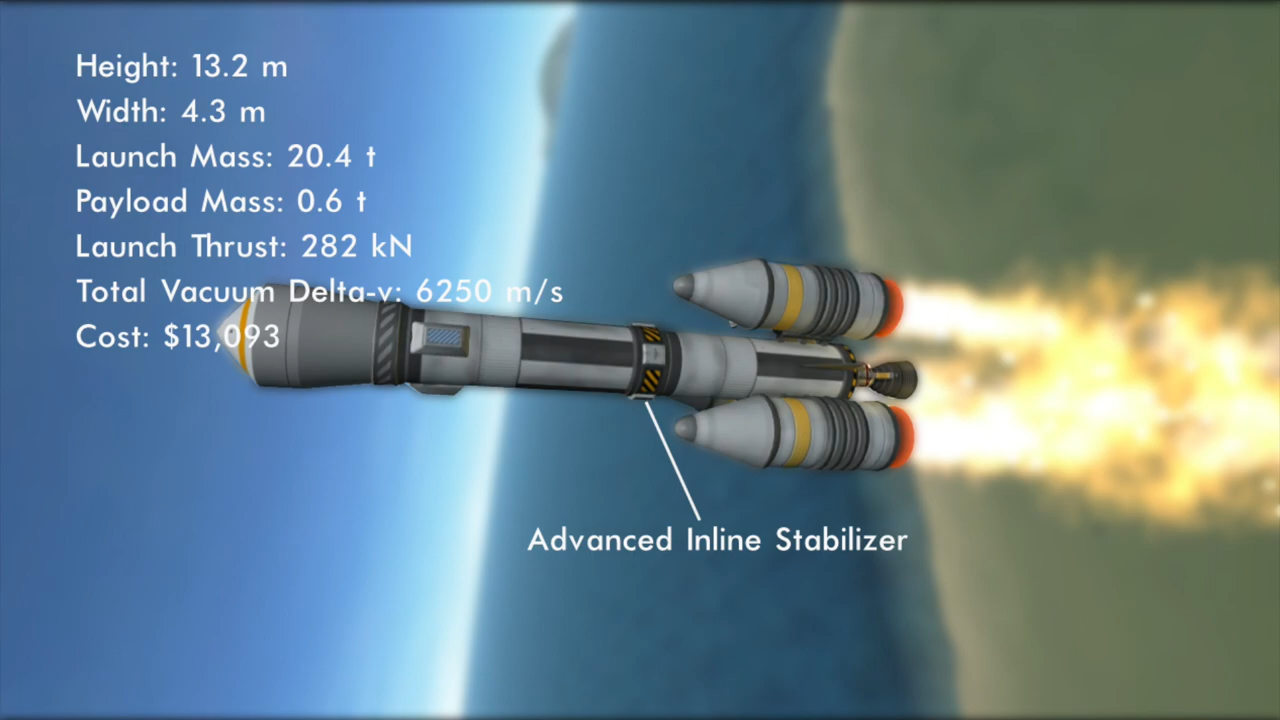 Height: 13.2 m
Width: 4.3 m
Launch Mass: 20.4 t
Payload Mass: 0.6 t
Launch Thrust: 282 kN
Total Vacuum Delta-v: 6250 m/s
Cost: $13,093
Advanced Inline Stabilizer